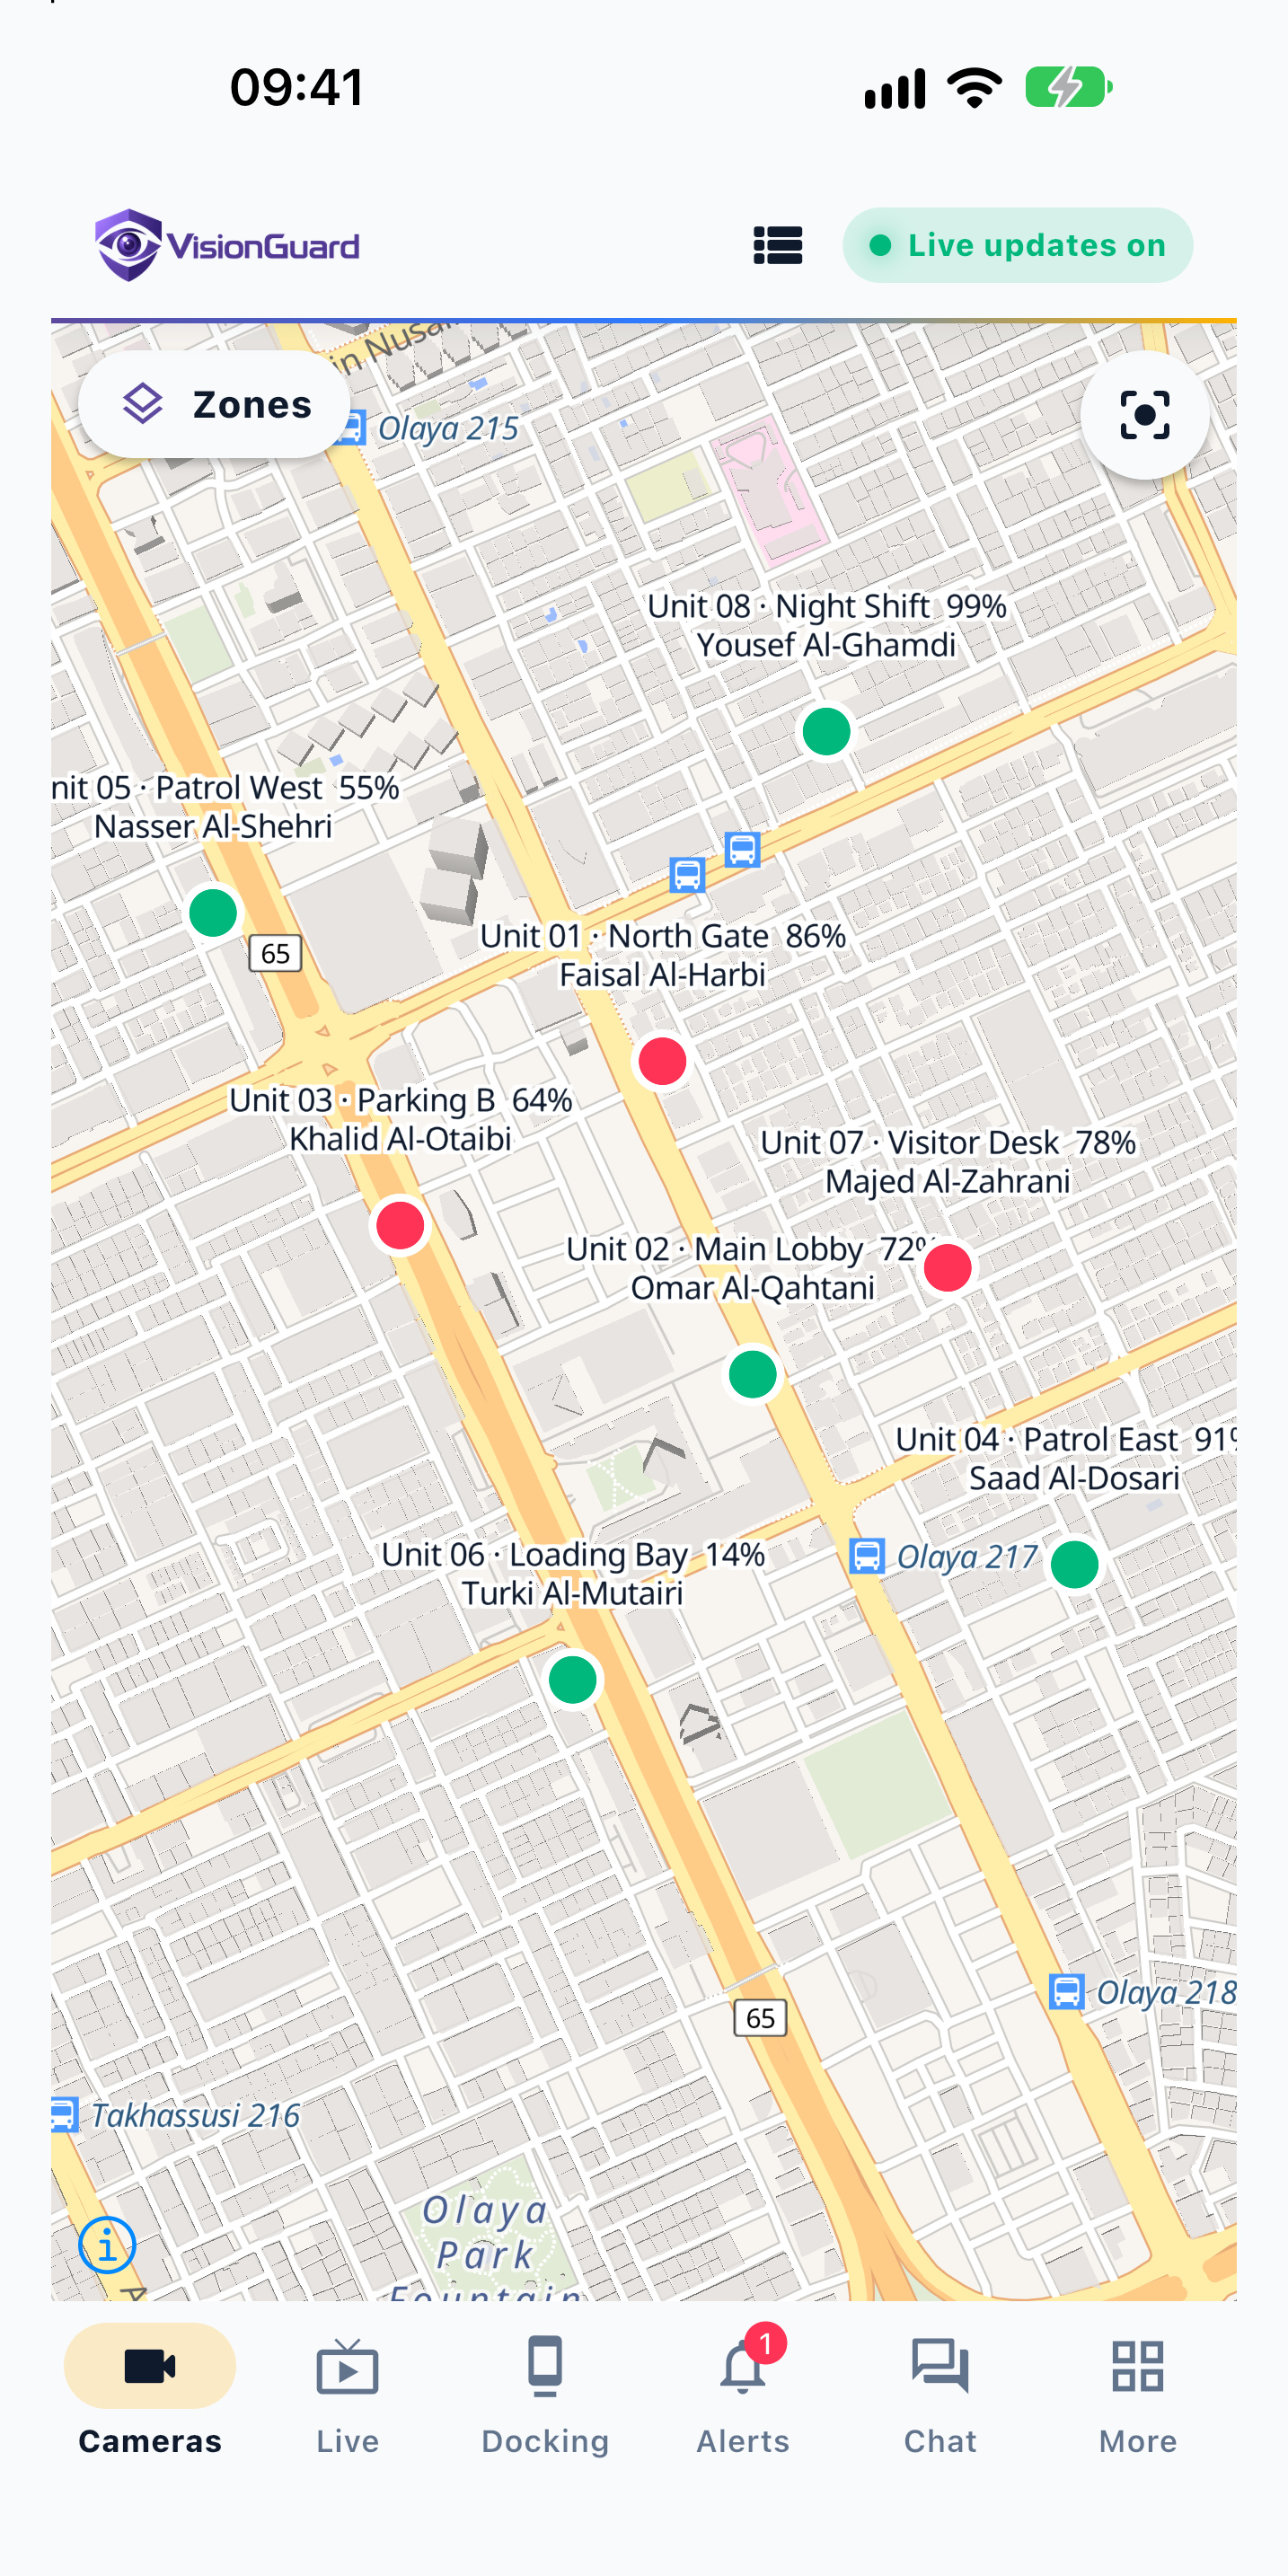 09:41
VisionGuard
Live updates on
Zones
Olaya 215
Unit 08 · Night Shift 99%
Yousef Al-Ghamdi
nit 05 · Patrol West 55%
Nasser Al-Shehri
65
Unit 01 · North Gate 86%
Faisal Al-Harbi
Unit 03 · Parking B 64%
Khalid Al-Otaibi
Unit 07 · Visitor Desk 78%
Majed Al-Zahrani
Unit 02 · Main Lobby 72%
Omar Al-Qahtani
Unit 04 · Patrol East 91%
Saad Al-Dosari
Unit 06 · Loading Bay 14%
Turki Al-Mutairi
Olaya 217
Olaya 218
65
Takhassusi 216
Olaya
Park
Fountain
1
Cameras
Live
Docking
Alerts
Chat
More